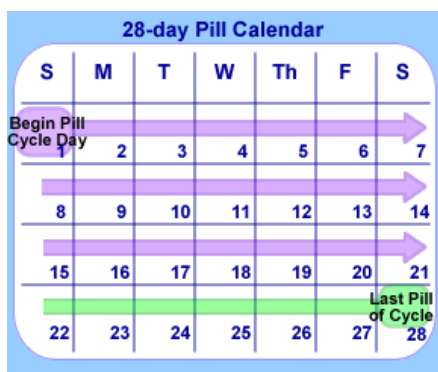 28-day Pill Calendar
S M T W Th F S
Begin Pill
Cycle Day
1 2 3 4 5 6 7
8 9 10 11 12 13 14
15 16 17 18 19 20 21
Last Pill
of Cycle
22 23 24 25 26 27 28